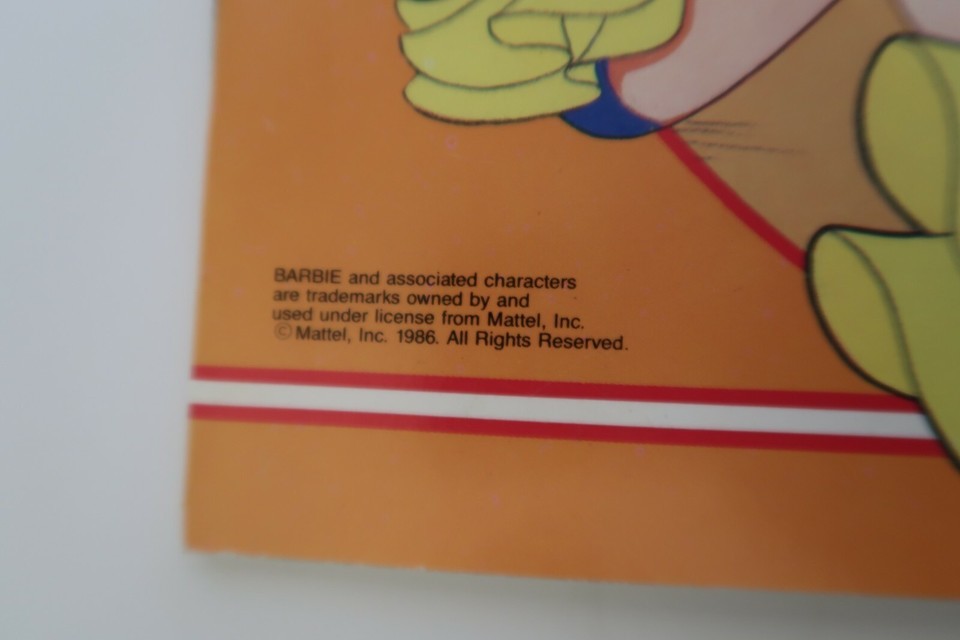 BARBIE and associated characters
are trademarks owned by and
used under license from Mattel, Inc.
© Mattel, Inc. 1986. All Rights Reserved.